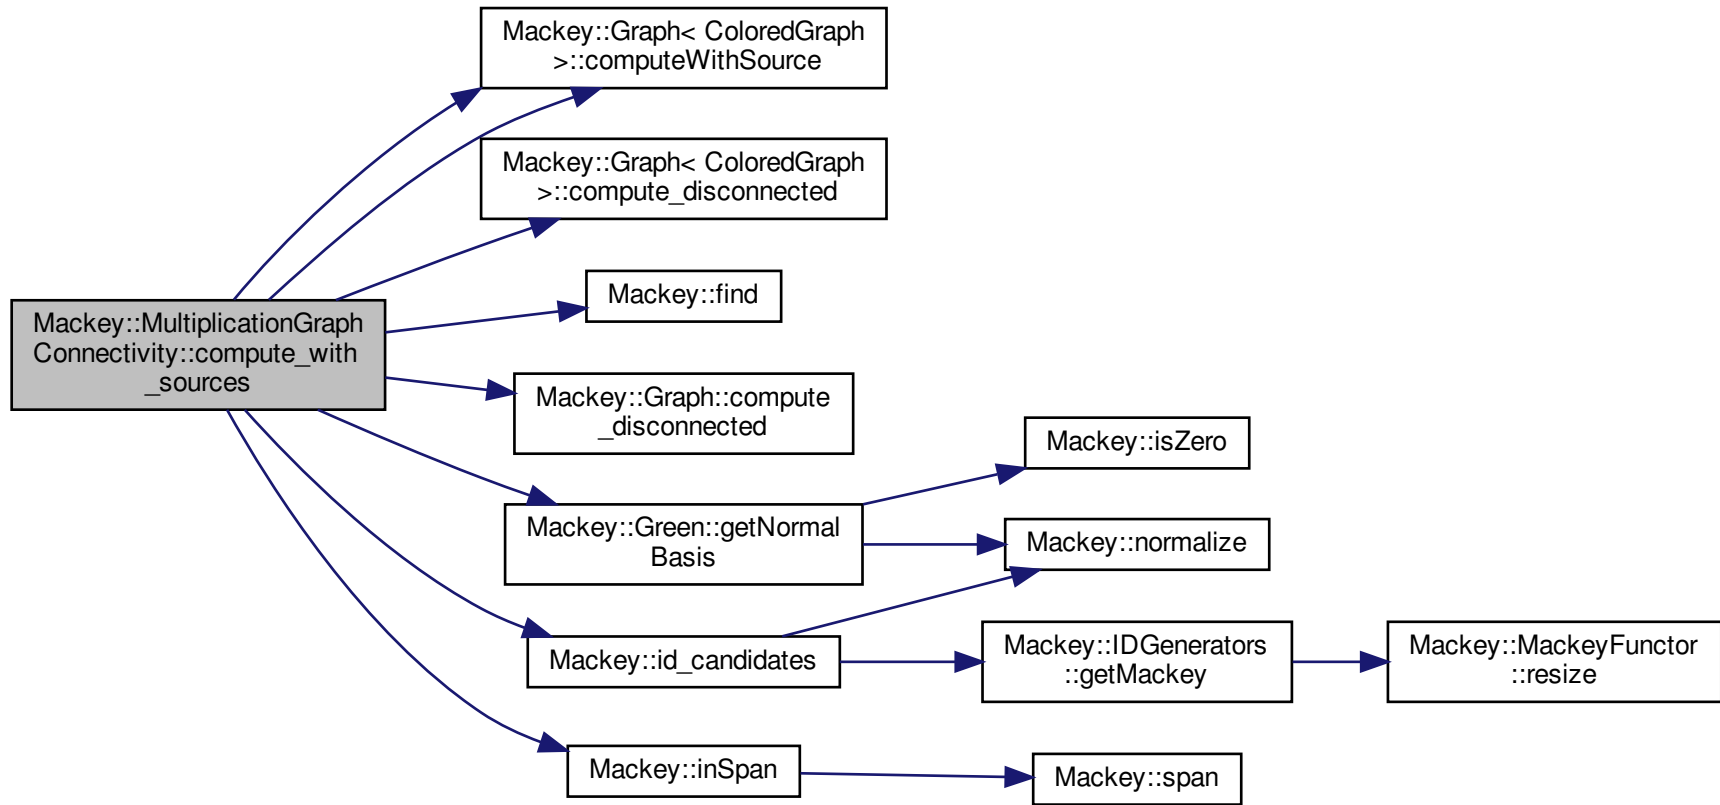 Mackey::Graph< ColoredGraph
>::computeWithSource
Mackey::Graph< ColoredGraph
>::compute_disconnected
Mackey::find
Mackey::MultiplicationGraph
Connectivity::compute_with
_sources
Mackey::Graph::compute
_disconnected
Mackey::isZero
Mackey::Green::getNormal
Basis
Mackey::normalize
Mackey::id_candidates
Mackey::IDGenerators
::getMackey
Mackey::MackeyFunctor
::resize
Mackey::inSpan
Mackey::span